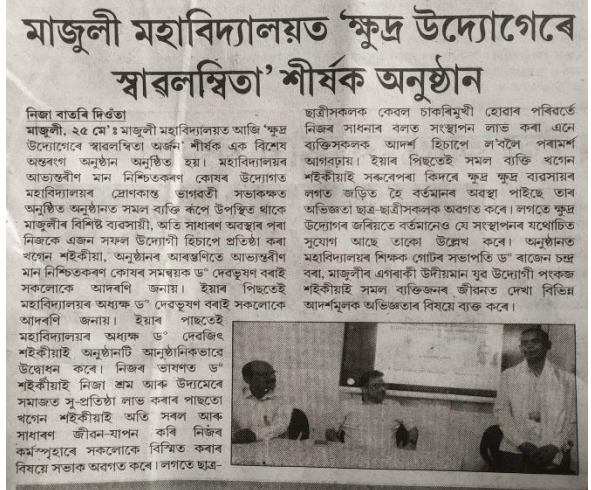 মাজুলী মহাবিদ্যালয়ত ‘ক্ষুদ্ৰ উদ্যোগেৰে
স্বাৱলম্বিতা’ শীৰ্ষক অনুষ্ঠান
নিজা বাতৰি দিওঁতা
মাজুলী, ২৫ মে’ঃ মাজুলী মহাবিদ্যালয়ত আজি ‘ক্ষুদ্ৰ
উদ্যোগেৰে স্বাৱলম্বিতা অৰ্জন’ শীৰ্ষক এক বিশেষ
অন্তৰংগ অনুষ্ঠান অনুষ্ঠিত হয়। মহাবিদ্যালয়ৰ
আভ্যন্তৰীণ মান নিশ্চিতকৰণ কোষৰ উদ্যোগত
মহাবিদ্যালয়ৰ দ্ৰোণকান্ত ভাগৱতী সভাকক্ষত
অনুষ্ঠিত অনুষ্ঠানত সমল ব্যক্তি ৰূপে উপস্থিত থাকে
মাজুলীৰ বিশিষ্ট ব্যৱসায়ী, অতি সাধাৰণ অৱস্থাৰ পৰা
নিজকে এজন সফল উদ্যোগী হিচাপে প্ৰতিষ্ঠা কৰা
খগেন শইকীয়া, অনুষ্ঠানৰ আৰম্ভণিতে আভ্যন্তৰীণ
মান নিশ্চিতকৰণ কোষৰ সমন্বয়ক ড° দেৱভূষণ বৰাই
সকলোকে আদৰণি জনায়। ইয়াৰ পিছতেই
মহাবিদ্যালয়ৰ অধ্যক্ষ ড° দেৱভূষণ বৰাই সকলোকে
আদৰণি জনায়। ইয়াৰ পাছতেই
মহাবিদ্যালয়ৰ অধ্যক্ষ ড° দেৱজিৎ
শইকীয়াই অনুষ্ঠানটি আনুষ্ঠানিকভাৱে
উদ্বোধন কৰে। নিজৰ ভাষণত ড°
শইকীয়াই নিজা শ্ৰম আৰু উদ্যমেৰে
সমাজত সু-প্ৰতিষ্ঠা লাভ কৰাৰ পাছতো
খগেন শইকীয়াই অতি সৰল আৰু
সাধাৰণ জীৱন-যাপন কৰি নিজৰ
কৰ্মস্পৃহাৰে সকলোকে বিস্মিত কৰাৰ
বিষয়ে সভাক অৱগত কৰে। লগতে ছাত্ৰ-
ছাত্ৰীসকলক কেৱল চাকৰিমুখী হোৱাৰ পৰিৱৰ্তে
নিজৰ সাধনাৰ বলত সংস্থাপন লাভ কৰা এনে
ব্যক্তিসকলক আদৰ্শ হিচাপে ল’বলৈ পৰামৰ্শ
আগবঢ়ায়। ইয়াৰ পিছতেই সমল ব্যক্তি খগেন
শইকীয়াই সৰুৰেপৰা কিদৰে ক্ষুদ্ৰ ক্ষুদ্ৰ ব্যৱসায়ৰ
লগত জড়িত হৈ বৰ্তমানৰ অৱস্থা পাইছে তাৰ
অভিজ্ঞতা ছাত্ৰ-ছাত্ৰীসকলক অৱগত কৰে। লগতে ক্ষুদ্ৰ
উদ্যোগৰ জৰিয়তে বৰ্তমানেও যে সংস্থাপনৰ যথোচিত
সুযোগ আছে তাকো উল্লেখ কৰে। অনুষ্ঠানত
মহাবিদ্যালয়ৰ শিক্ষক গোটৰ সভাপতি ড° ৰাজেন চন্দ্ৰ
বৰা, মাজুলীৰ এগৰাকী উদীয়মান যুৱ উদ্যোগী পংকজ
শইকীয়াই সমল ব্যক্তিজনৰ জীৱনত দেখা বিভিন্ন
আদৰ্শমূলক অভিজ্ঞতাৰ বিষয়ে ব্যক্ত কৰে।